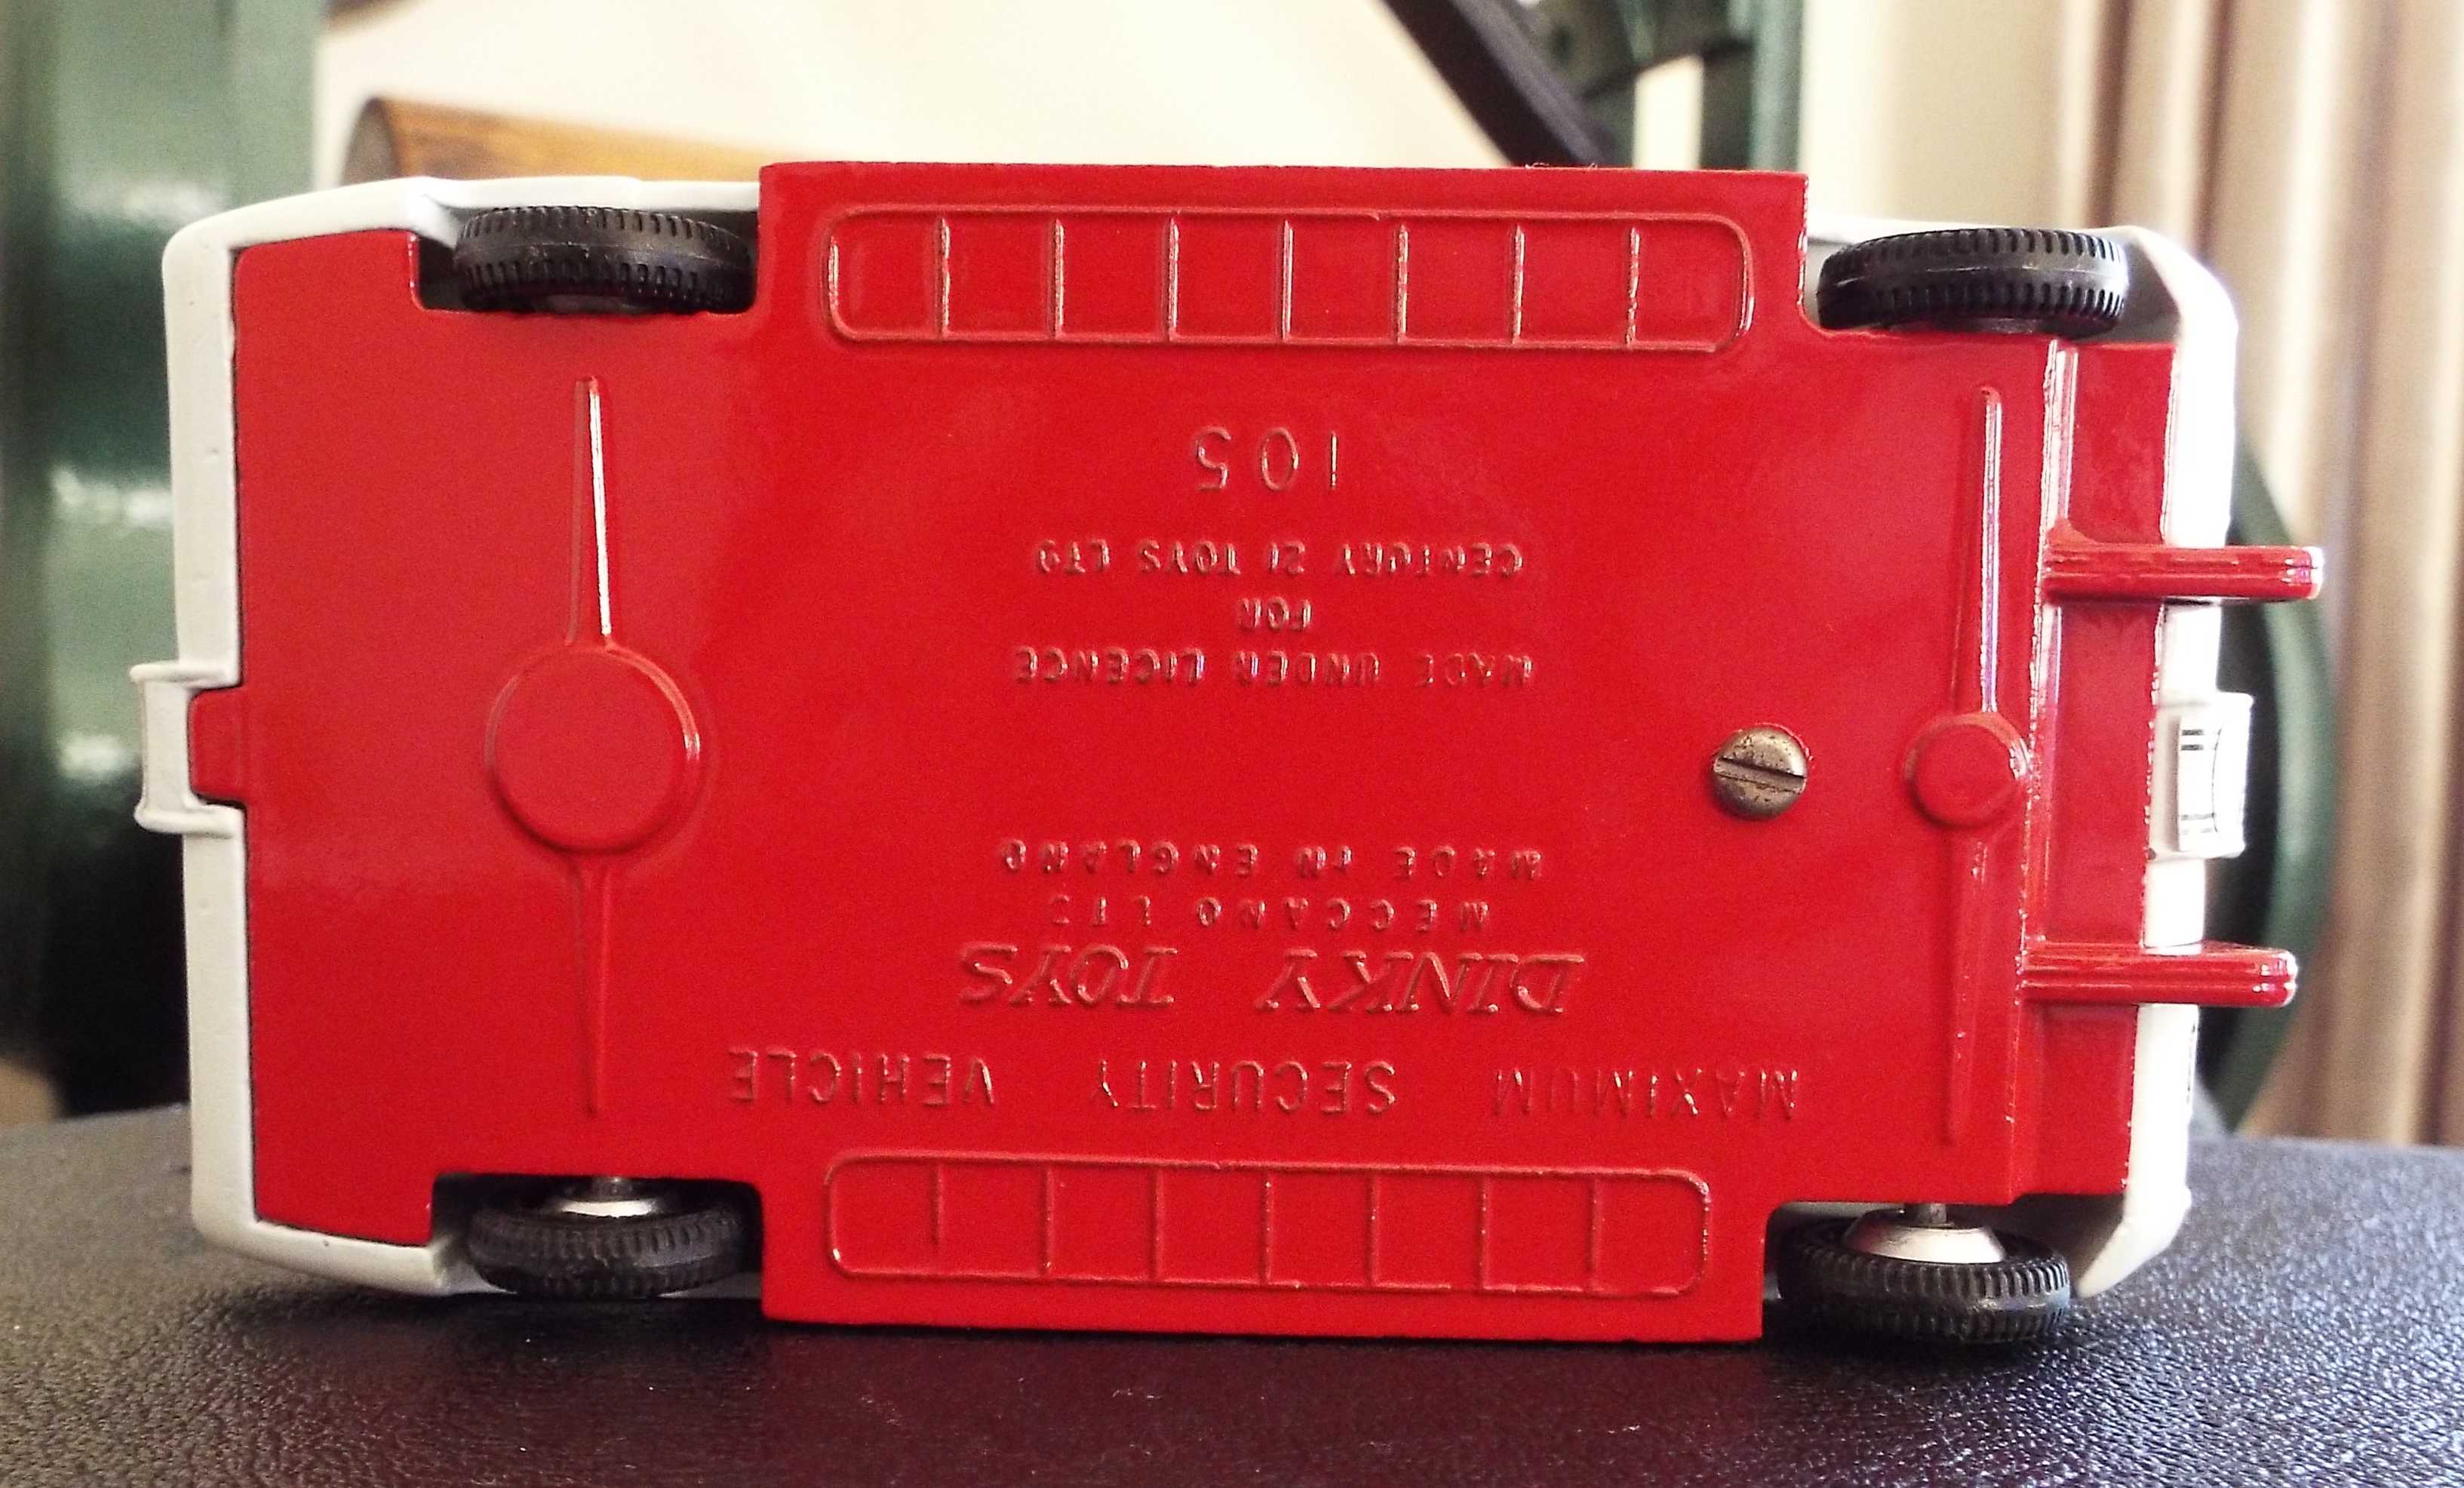 MAXIMUM SECURITY VEHICLE
DINKY TOYS
MECCANO LTD
MADE IN ENGLAND
MADE UNDER LICENCE
FOR
CENTURY 21 TOYS LTD
105